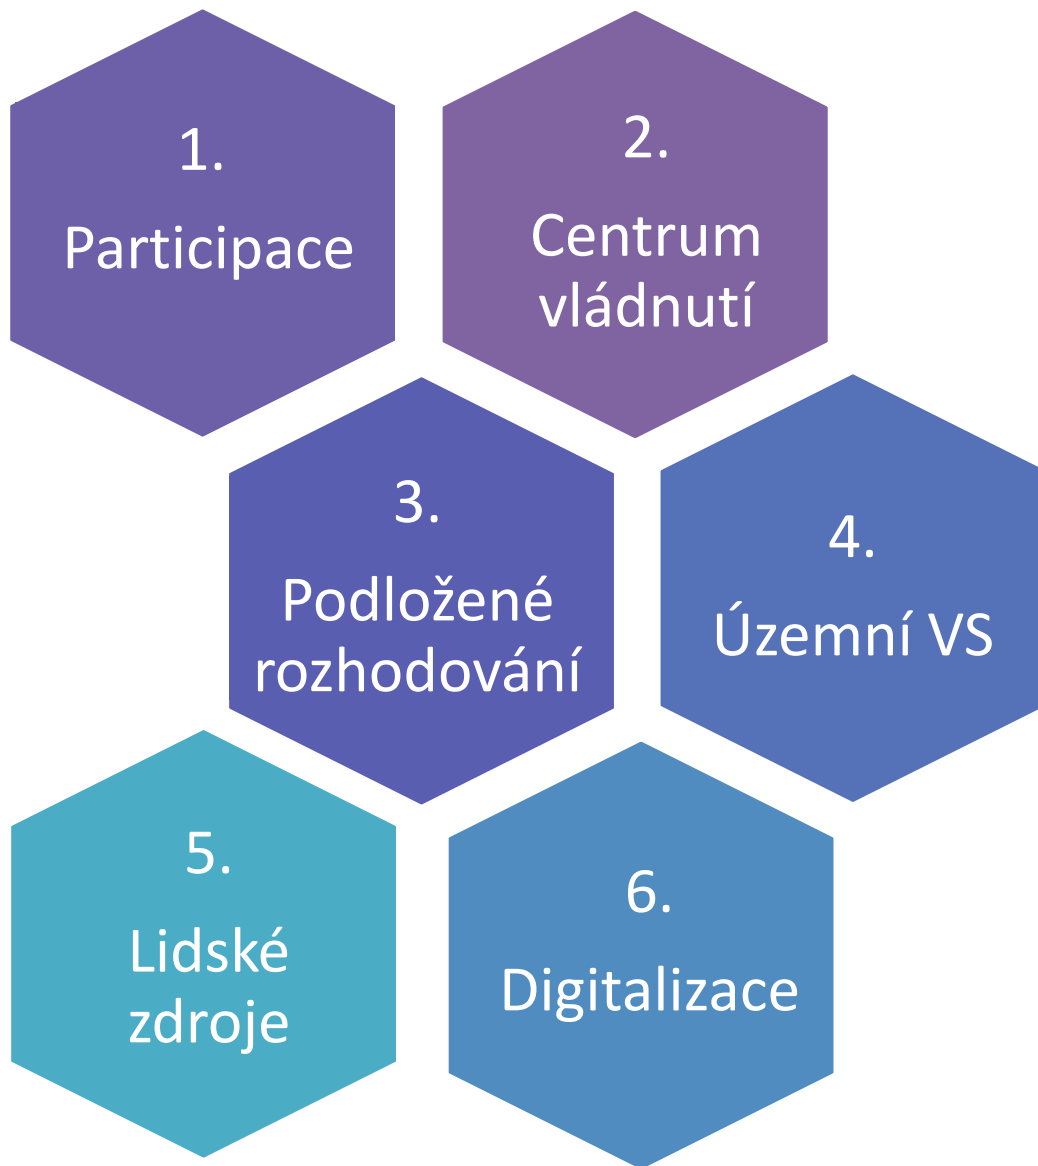 1.
Participace
2.
Centrum
vládnutí
3.
Podložené
rozhodování
4.
Územní VS
5.
Lidské
zdroje
6.
Digitalizace